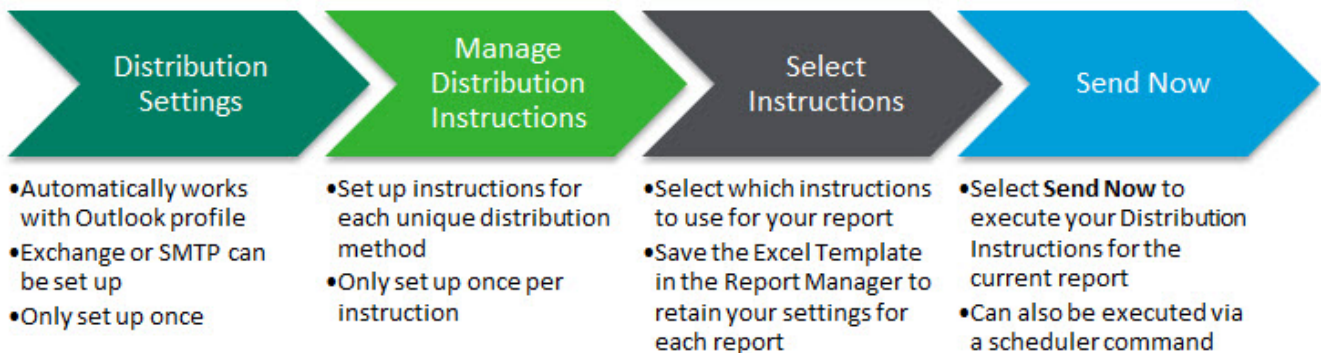 Distribution
Settings
•Automatically works
with Outlook profile
•Exchange or SMTP can
be set up
•Only set up once
Manage
Distribution
Instructions
•Set up instructions for
each unique distribution
method
•Only set up once per
instruction
Select
Instructions
•Select which instructions
to use for your report
•Save the Excel Template
in the Report Manager to
retain your settings for
each report
Send Now
•Select Send Now to
execute your Distribution
Instructions for the
current report
•Can also be executed via
a scheduler command